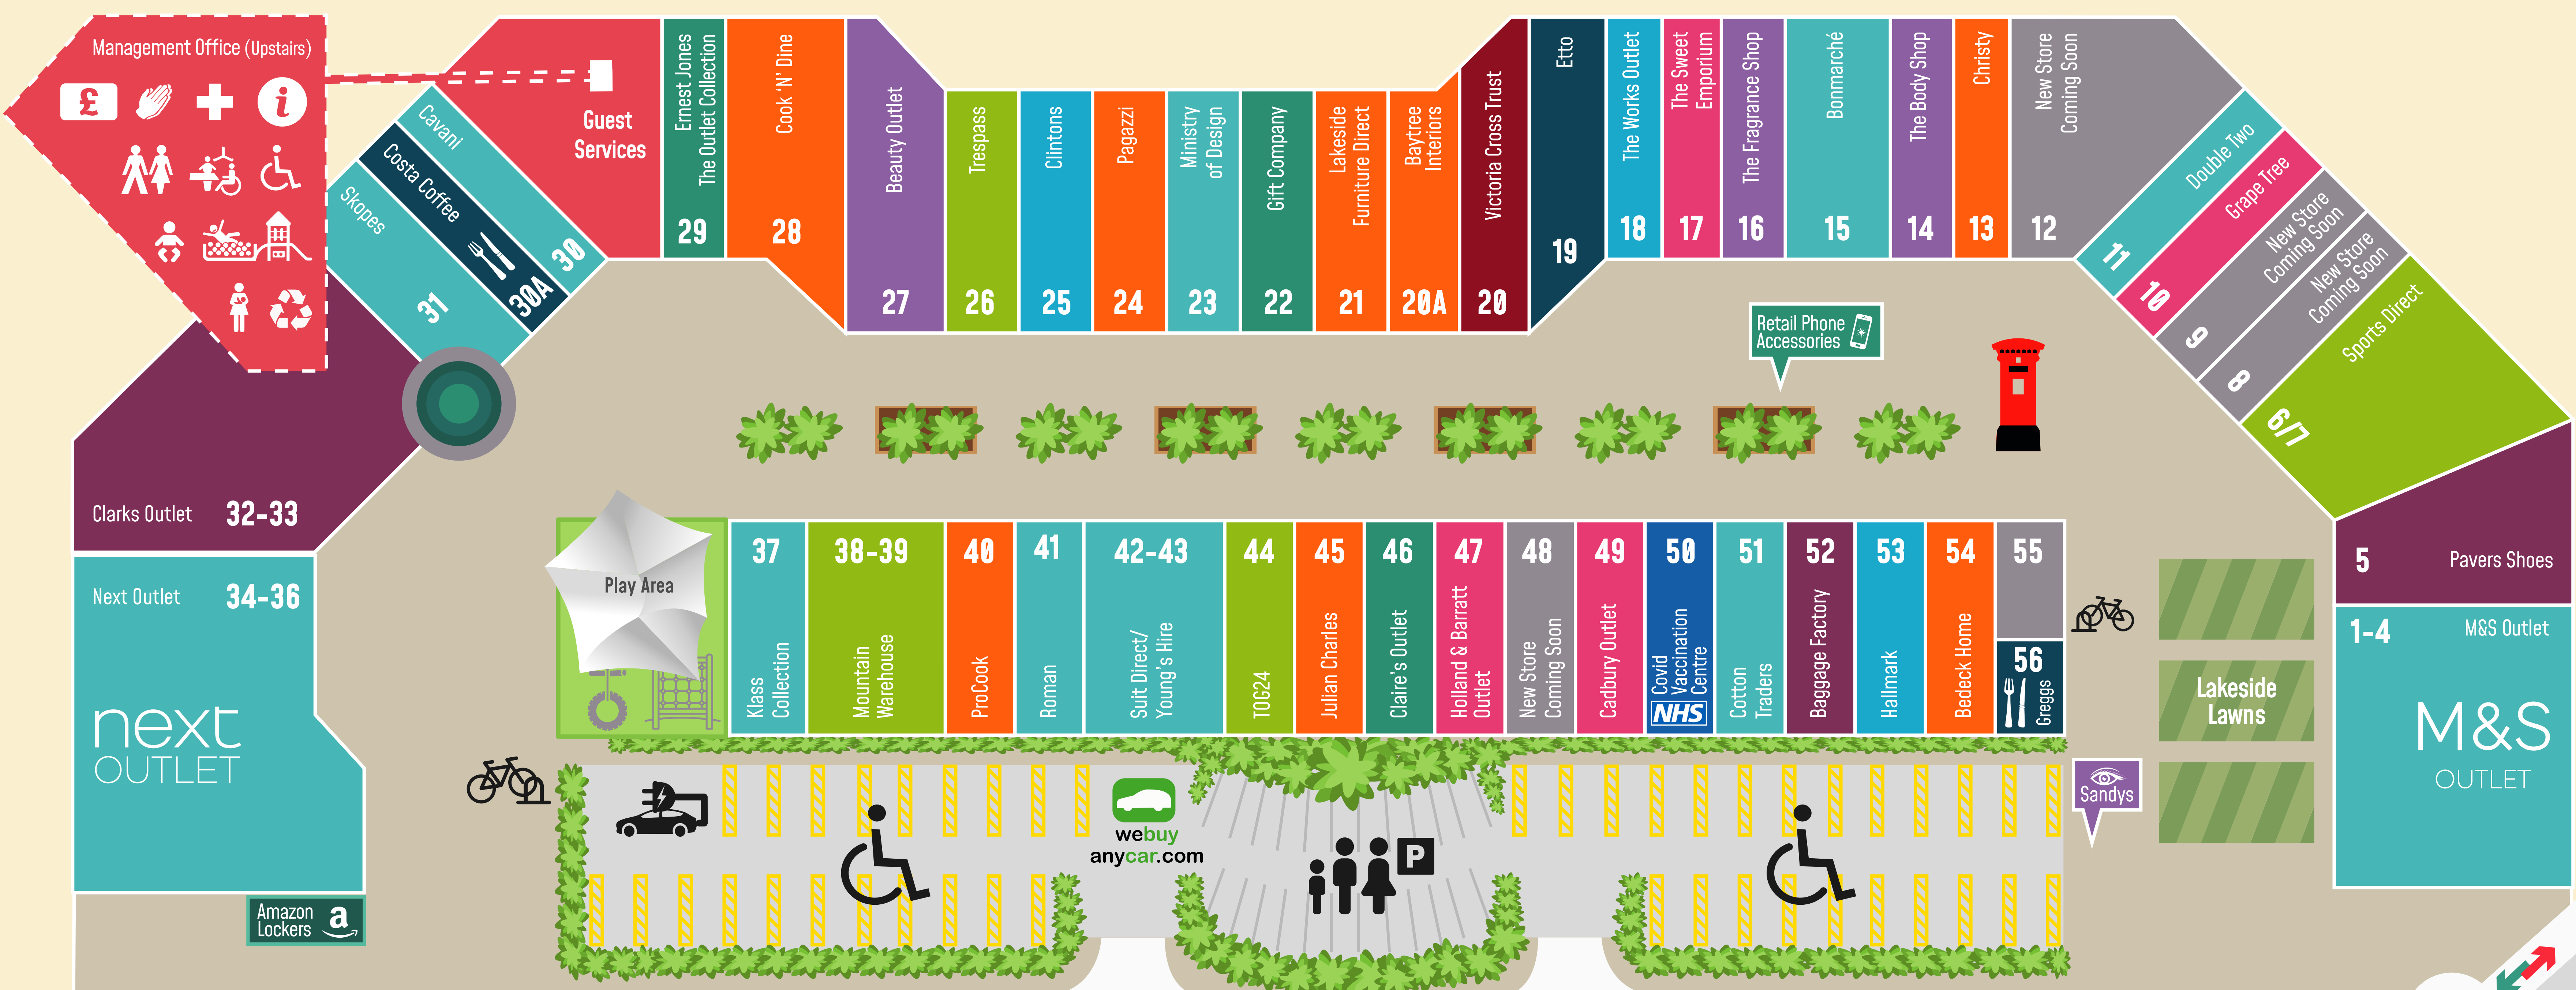 Management Office (Upstairs)
£
i
Guest
Services
Cavani
30
Costa Coffee
30A
Skopes
31
Clarks Outlet 32-33
Next Outlet 34-36
next
OUTLET
Amazon
Lockers
a
Ernest Jones
The Outlet Collection
29
Cook 'N' Dine
28
Beauty Outlet
27
Trespass
26
Clintons
25
Pagazzi
24
Ministry
of Design
23
Gift Company
22
Lakeside
Furniture Direct
21
Baytree
Interiors
20A
Victoria Cross Trust
20
Etto
19
The Works Outlet
18
The Sweet
Emporium
17
The Fragrance Shop
16
Bonmarché
15
The Body Shop
14
Christy
13
New Store
Coming Soon
12
Double Two
11
Grape Tree
10
New Store
Coming Soon
9
New Store
Coming Soon
8
Sports Direct
6/7
5 Pavers Shoes
1-4 M&S Outlet
M&S
OUTLET
Retail Phone
Accessories
Play Area
37
Klass
Collection
38-39
Mountain
Warehouse
40
ProCook
41
Roman
42-43
Suit Direct/
Young's Hire
44
TOG24
45
Julian Charles
46
Claire's Outlet
47
Holland & Barratt
Outlet
48
New Store
Coming Soon
49
Cadbury Outlet
50
Covid
Vaccination
Centre
NHS
51
Cotton
Traders
52
Baggage Factory
53
Hallmark
54
Bedeck Home
55
56
Greggs
Lakeside
Lawns
Sandys
webuy
anycar.com
P